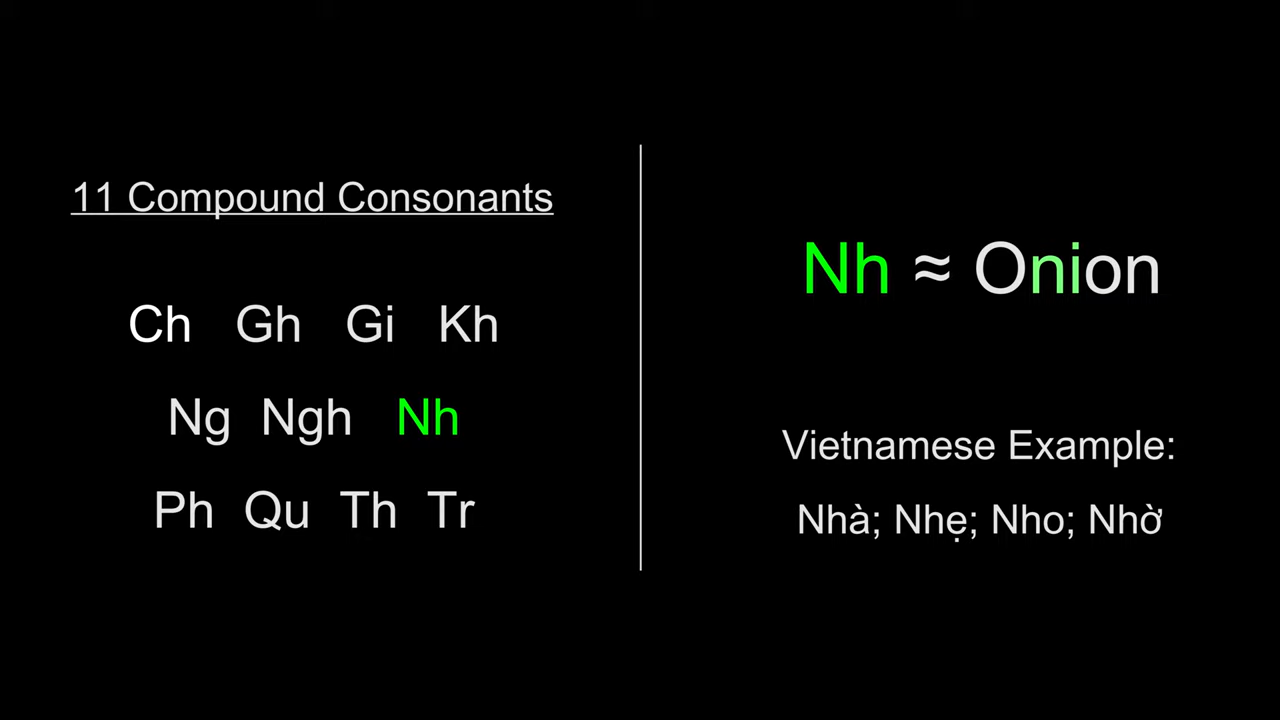 11 Compound Consonants
Ch Gh Gi Kh
Ng Ngh Nh
Ph Qu Th Tr
Nh ≈ Onion
Vietnamese Example:
Nhà; Nhẹ; Nho; Nhờ